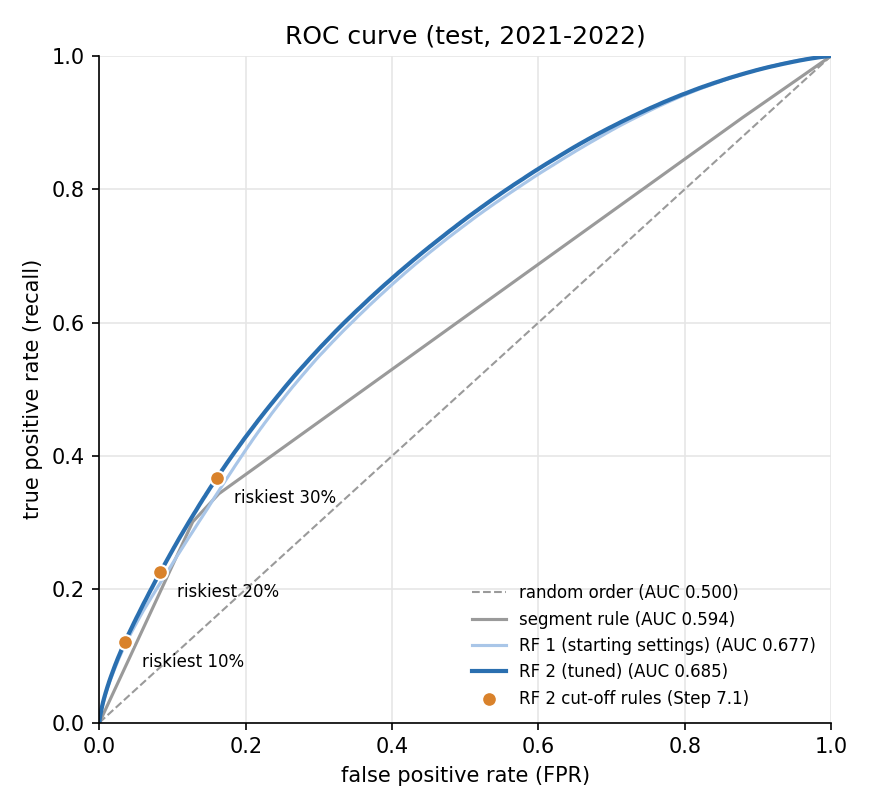 ROC curve (test, 2021-2022)
1.0
0.8
0.6
0.4
0.2
0.0
true positive rate (recall)
riskiest 30%
riskiest 20%
riskiest 10%
random order (AUC 0.500)
segment rule (AUC 0.594)
RF 1 (starting settings) (AUC 0.677)
RF 2 (tuned) (AUC 0.685)
RF 2 cut-off rules (Step 7.1)
0.0 0.2 0.4 0.6 0.8 1.0
false positive rate (FPR)